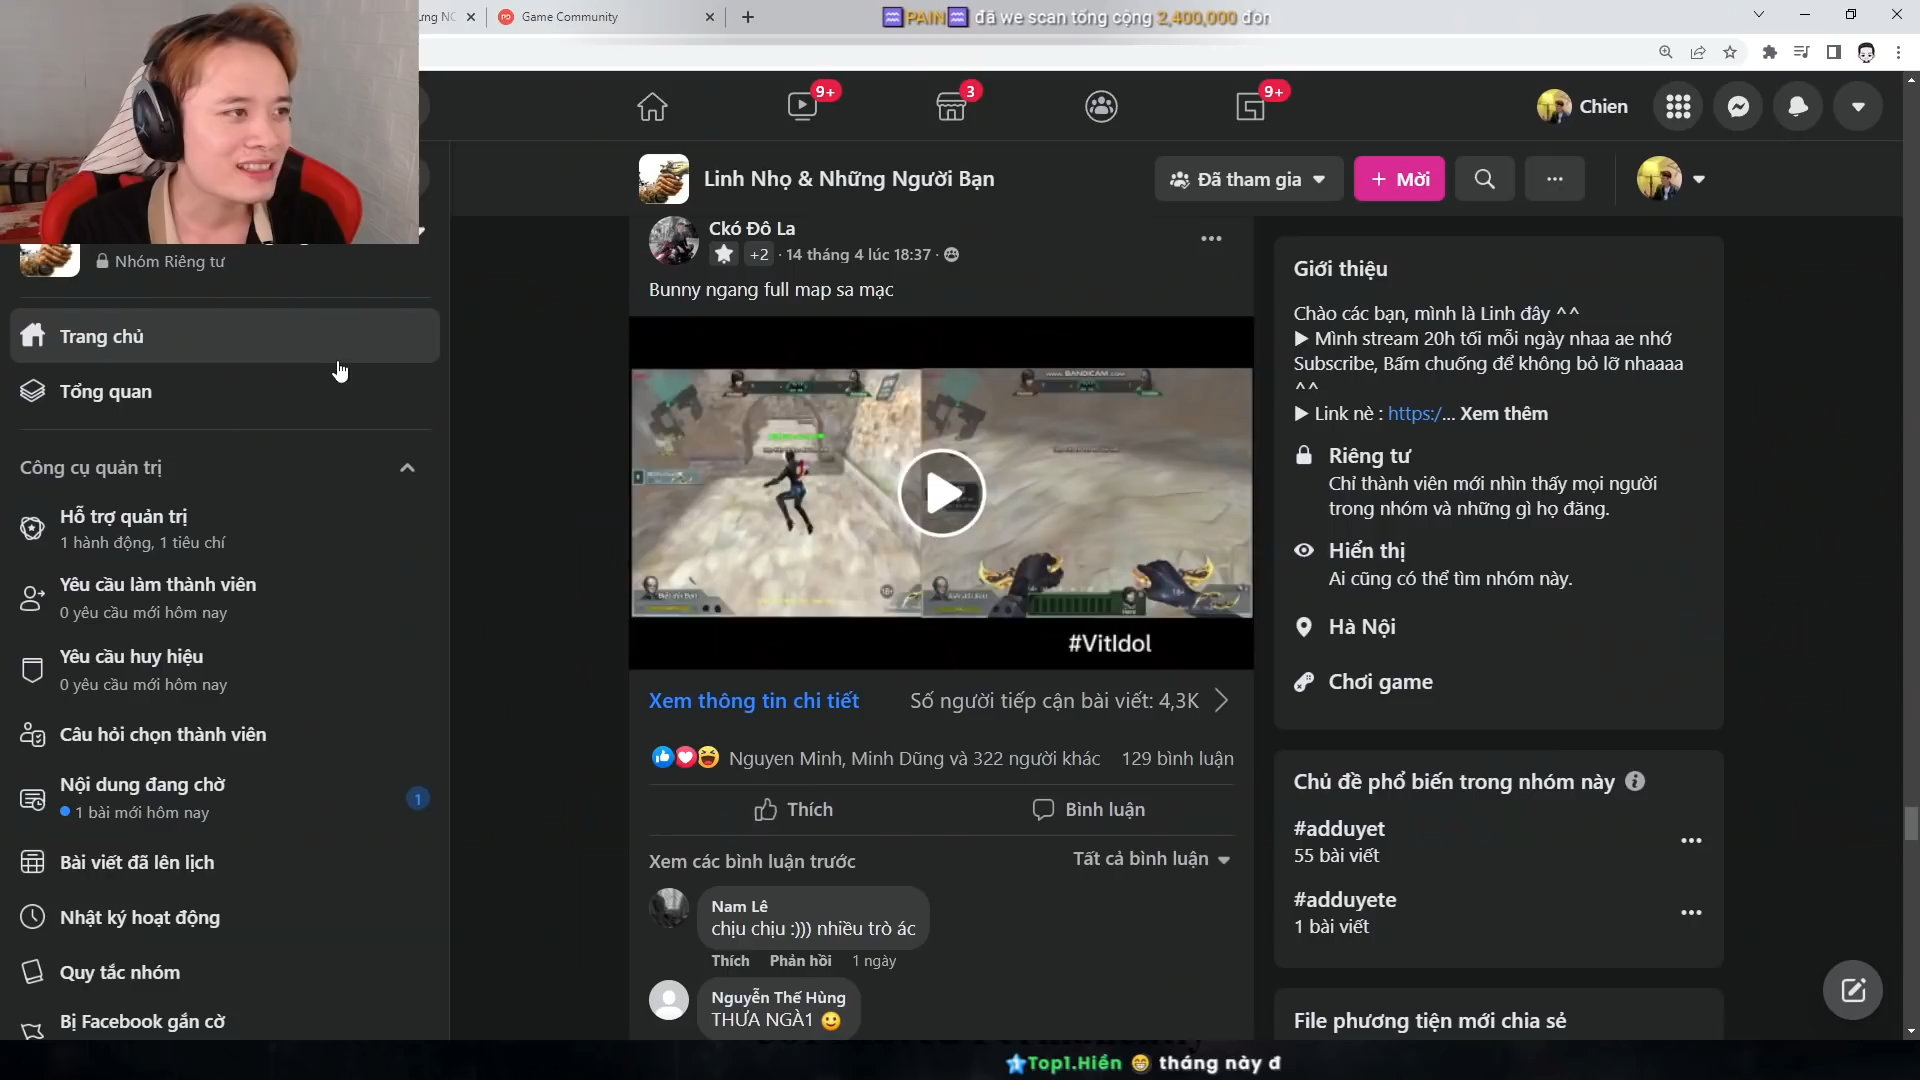 ưng NG
Game Community
PAIN đã we scan tổng cộng 2,400,000 đồn
9+
3
9+
Chien
Linh Nhọ & Những Người Bạn
Đã tham gia
+ Mời
Nhóm Riêng tư
Trang chủ
Tổng quan
Công cụ quản trị
Hỗ trợ quản trị
1 hành động, 1 tiêu chí
Yêu cầu làm thành viên
0 yêu cầu mới hôm nay
Yêu cầu huy hiệu
0 yêu cầu mới hôm nay
Câu hỏi chọn thành viên
Nội dung đang chờ
1 bài mới hôm nay
1
Bài viết đã lên lịch
Nhật ký hoạt động
Quy tắc nhóm
Bị Facebook gắn cờ
Ckó Đô La
+2 · 14 tháng 4 lúc 18:37 ·
Bunny ngang full map sa mạc
WWW.BANDICAM.COM
18+
18+
#VitIdol
Xem thông tin chi tiết
Số người tiếp cận bài viết: 4,3K
Nguyen Minh, Minh Dũng và 322 người khác
129 bình luận
Thích
Bình luận
Xem các bình luận trước
Tất cả bình luận
Nam Lê
chịu chịu :))) nhiều trò ác
Thích Phản hồi 1 ngày
Nguyễn Thế Hùng
THƯA NGÀ1
Giới thiệu
Chào các bạn, mình là Linh đây ^^
▶ Mình stream 20h tối mỗi ngày nhaa ae nhớ
Subscribe, Bấm chuống để không bỏ lỡ nhaaaa
^^
▶ Link nè : https:/... Xem thêm
Riêng tư
Chỉ thành viên mới nhìn thấy mọi người
trong nhóm và những gì họ đăng.
Hiển thị
Ai cũng có thể tìm nhóm này.
Hà Nội
Chơi game
Chủ đề phổ biến trong nhóm này
#adduyet
55 bài viết
#adduyete
1 bài viết
File phương tiện mới chia sẻ
Top1.Hiền tháng này đ